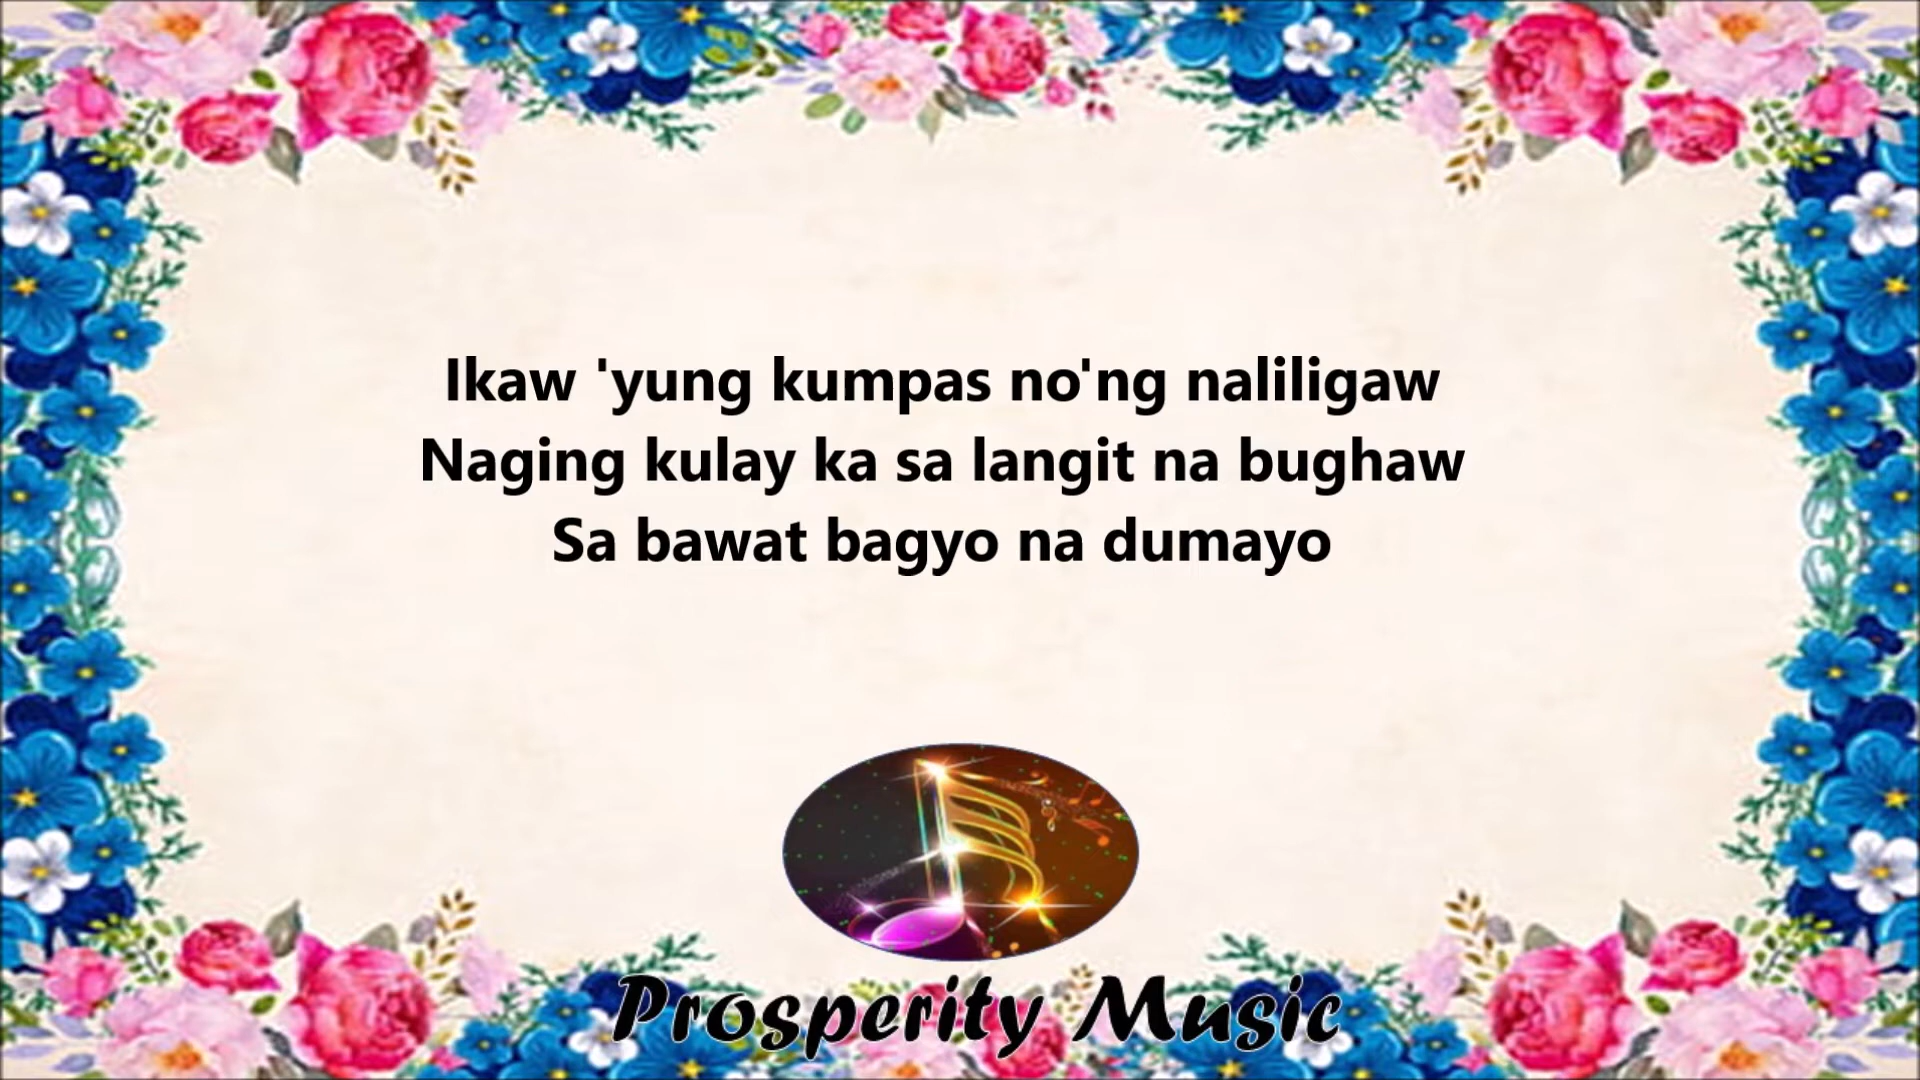 Ikaw 'yung kumpas no'ng naliligaw
Naging kulay ka sa langit na bughaw
Sa bawat bagyo na dumayo
Prosperity Music